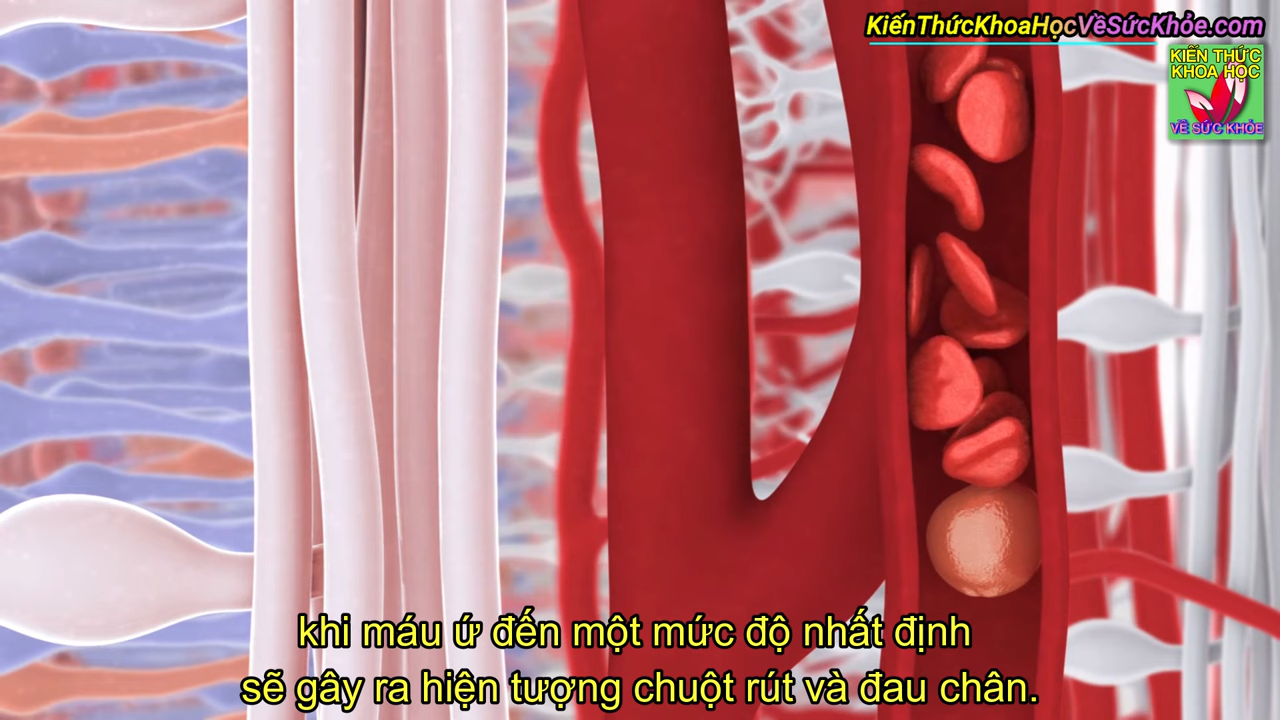 KiếnThứcKhoaHọcVềSứcKhỏe.com
KIẾN THỨC
KHOA HỌC
VỀ SỨC KHỎE
khi máu ứ đến một mức độ nhất định
sẽ gây ra hiện tượng chuột rút và đau chân.